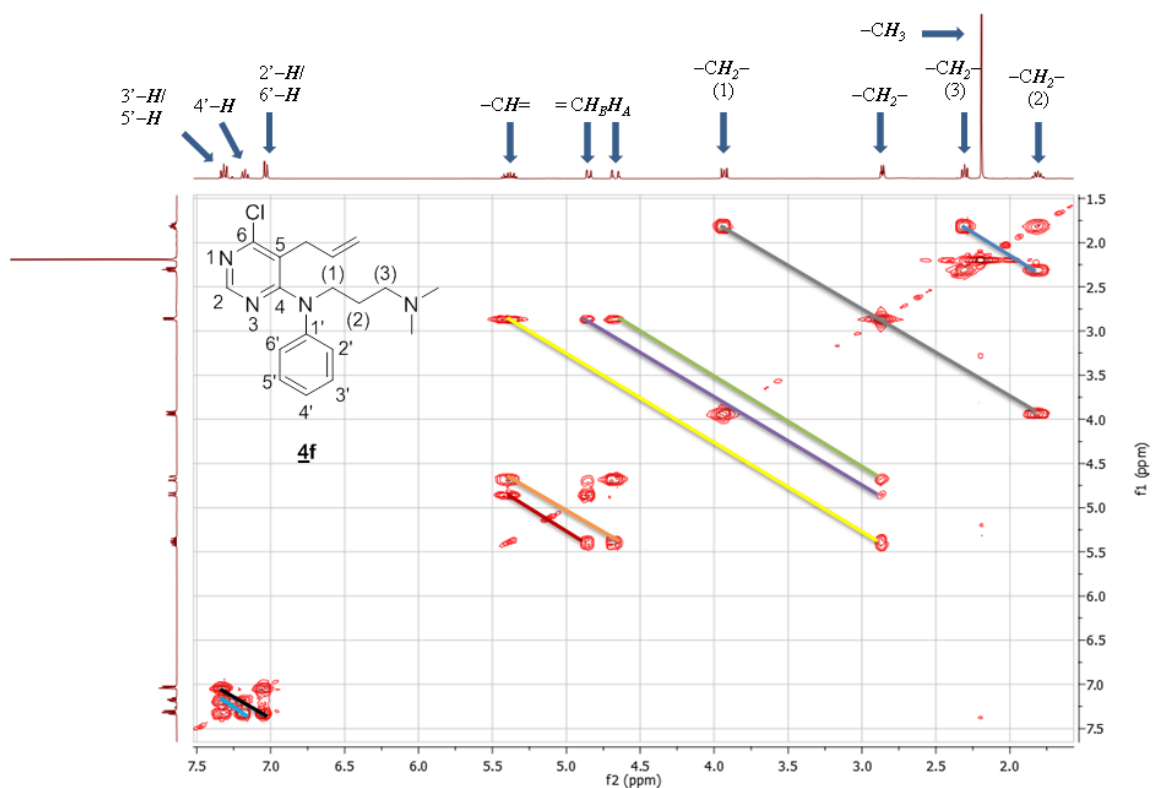 –CH3
2’–H/
6’–H
–CH2–
(1)
–CH2–
(3)
–CH2–
(2)
3’–H/
5’–H
4’–H
–CH=
= CHBHA
–CH2–
Cl
6
5
1N
2
N
3
4
N
(1)
(2)
(3)
N
1'
6'
2'
5'
3'
4'
4f
1.5
2.0
2.5
3.0
3.5
4.0
4.5
5.0
5.5
6.0
6.5
7.0
7.5
f1 (ppm)
7.5 7.0 6.5 6.0 5.5 5.0 4.5 4.0 3.5 3.0 2.5 2.0
f2 (ppm)